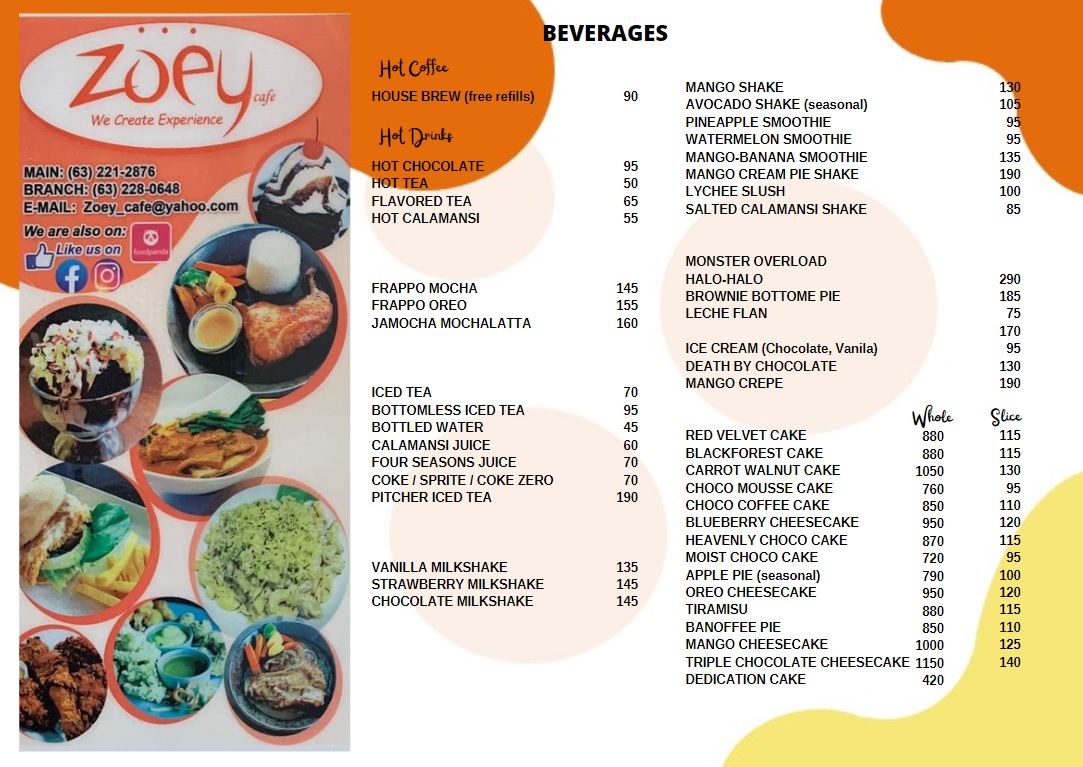 Zoey cafe
We Create Experience
MAIN: (63) 221-2876
BRANCH: (63) 228-0648
E-MAIL: Zoey_cafe@yahoo.com
We are also on:
foodpanda
Like us on
BEVERAGES
Hot Coffee
HOUSE BREW (free refills) 90
Hot Drinks
HOT CHOCOLATE 95
HOT TEA 50
FLAVORED TEA 65
HOT CALAMANSI 55
FRAPPO MOCHA 145
FRAPPO OREO 155
JAMOCHA MOCHALATTA 160
ICED TEA 70
BOTTOMLESS ICED TEA 95
BOTTLED WATER 45
CALAMANSI JUICE 60
FOUR SEASONS JUICE 70
COKE / SPRITE / COKE ZERO 70
PITCHER ICED TEA 190
VANILLA MILKSHAKE 135
STRAWBERRY MILKSHAKE 145
CHOCOLATE MILKSHAKE 145
MANGO SHAKE 130
AVOCADO SHAKE (seasonal) 105
PINEAPPLE SMOOTHIE 95
WATERMELON SMOOTHIE 95
MANGO-BANANA SMOOTHIE 135
MANGO CREAM PIE SHAKE 190
LYCHEE SLUSH 100
SALTED CALAMANSI SHAKE 85
MONSTER OVERLOAD
HALO-HALO 290
BROWNIE BOTTOME PIE 185
LECHE FLAN 75
170
ICE CREAM (Chocolate, Vanila) 95
DEATH BY CHOCOLATE 130
MANGO CREPE 190
Whole Slice
RED VELVET CAKE 880 115
BLACKFOREST CAKE 880 115
CARROT WALNUT CAKE 1050 130
CHOCO MOUSSE CAKE 760 95
CHOCO COFFEE CAKE 850 110
BLUEBERRY CHEESECAKE 950 120
HEAVENLY CHOCO CAKE 870 115
MOIST CHOCO CAKE 720 95
APPLE PIE (seasonal) 790 100
OREO CHEESECAKE 950 120
TIRAMISU 880 115
BANOFFEE PIE 850 110
MANGO CHEESECAKE 1000 125
TRIPLE CHOCOLATE CHEESECAKE 1150 140
DEDICATION CAKE 420